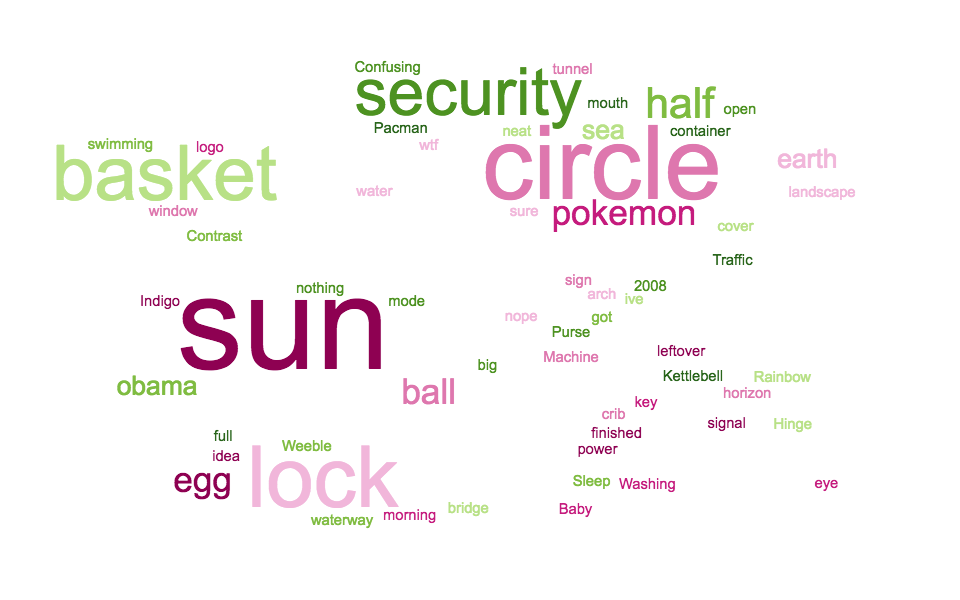 Confusing
tunnel
security
mouth
half
open
Pacman
neat
sea
container
swimming
logo
wtf
circle
earth
basket
water
landscape
window
sure
pokemon
cover
Contrast
Traffic
sign
2008
nothing
arch
ive
Indigo
mode
sun
nope
got
Purse
Machine
leftover
big
Kettlebell
Rainbow
obama
ball
horizon
key
crib
signal
Hinge
full
finished
Weeble
power
idea
lock
egg
Sleep
Washing
eye
bridge
Baby
morning
waterway